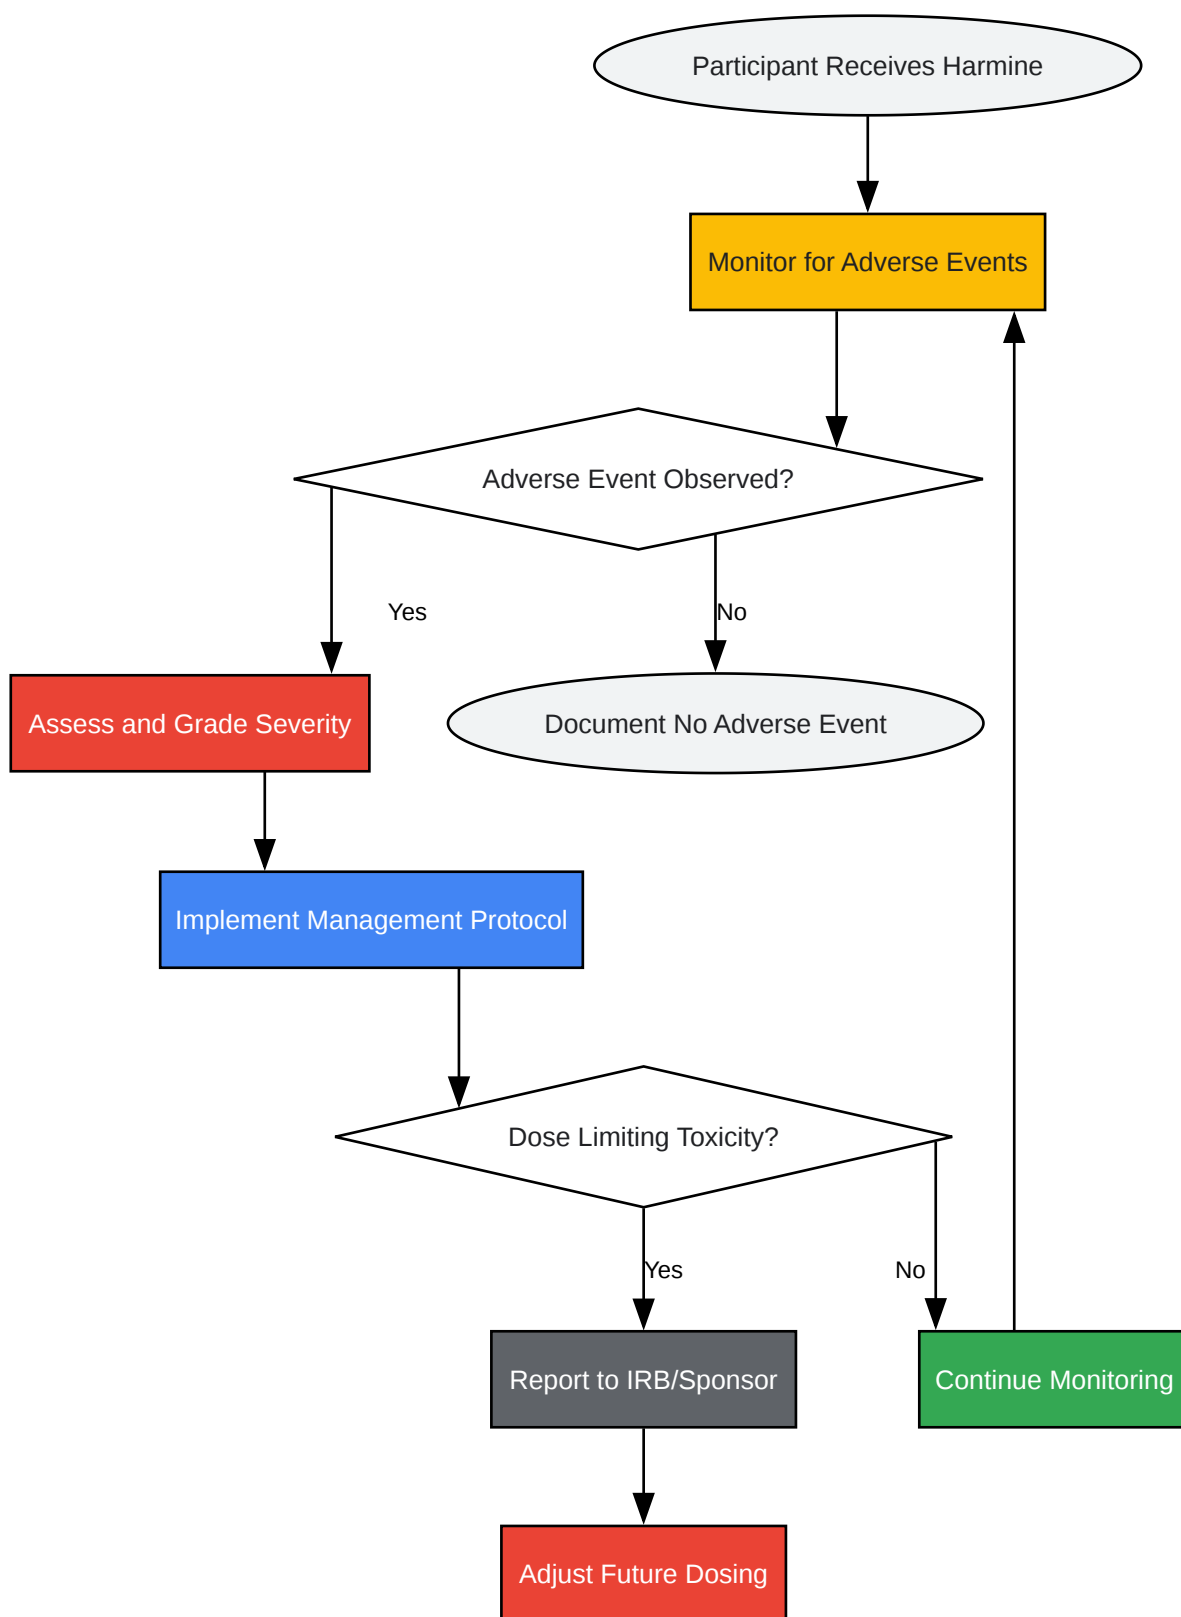 Participant Receives Harmine
Monitor for Adverse Events
Adverse Event Observed?
Yes
No
Assess and Grade Severity
Document No Adverse Event
Implement Management Protocol
Dose Limiting Toxicity?
Yes
No
Report to IRB/Sponsor
Continue Monitoring
Adjust Future Dosing